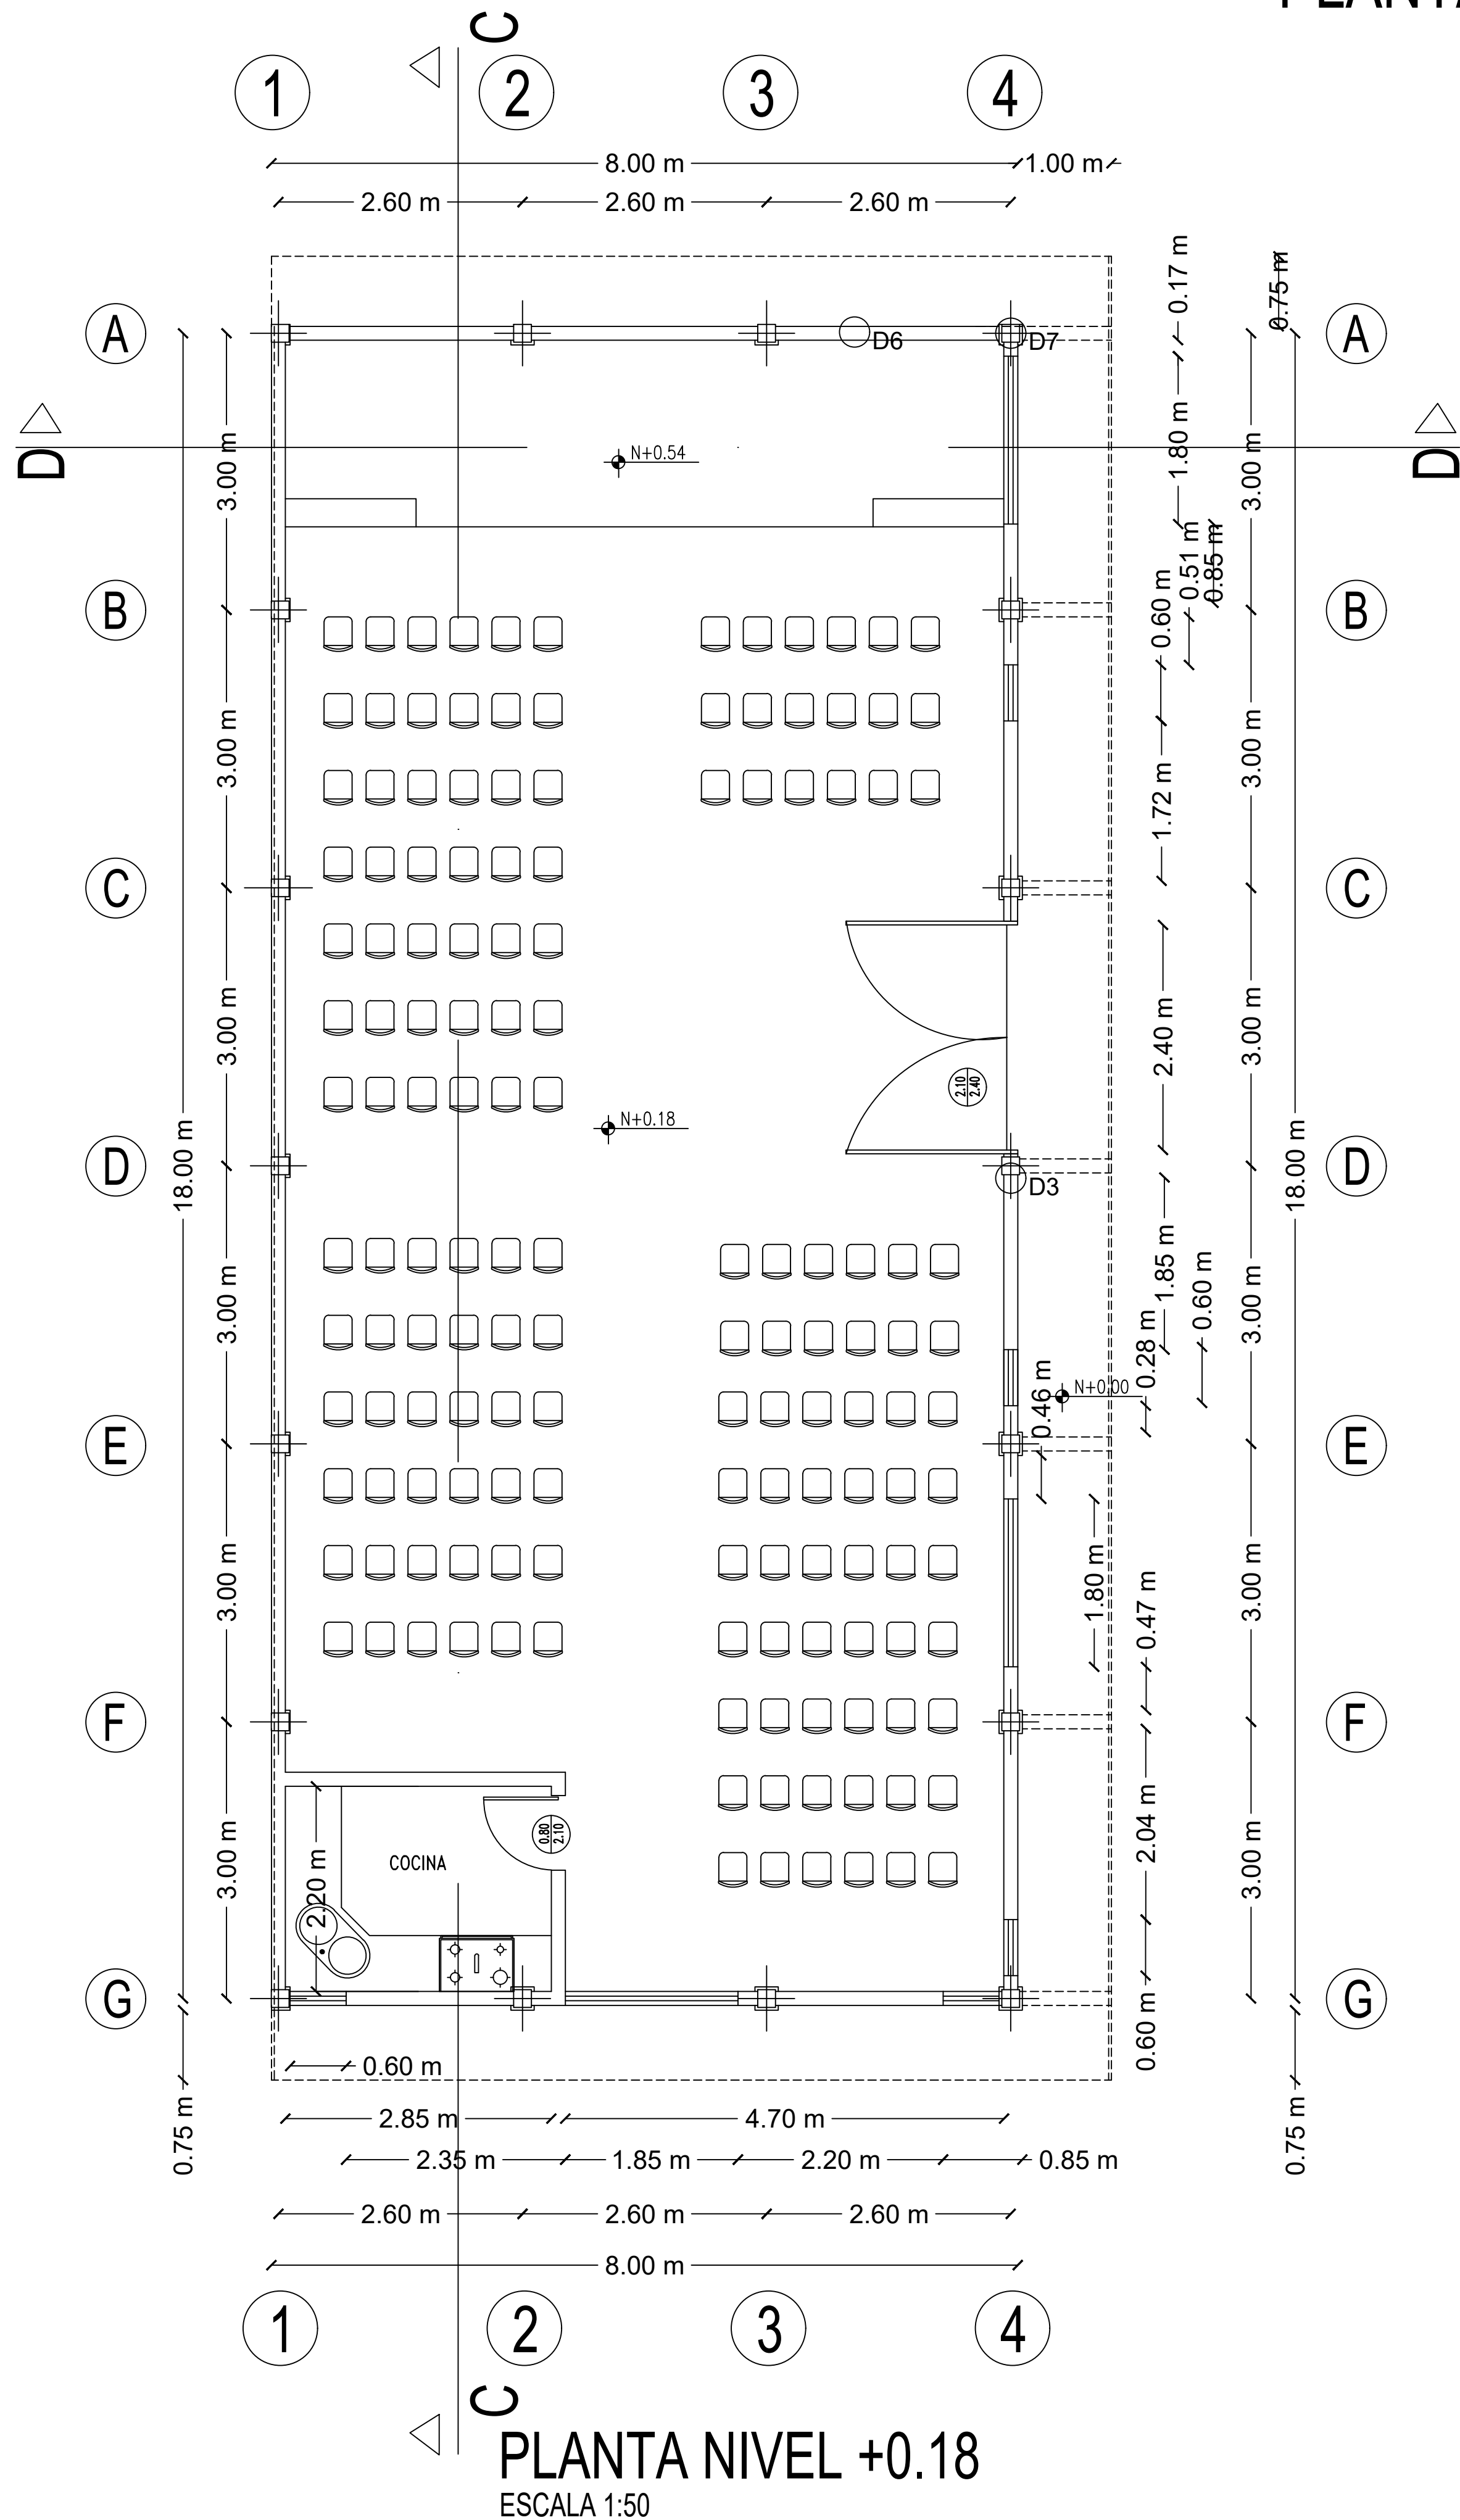 PLANTA
C
1 2 3 4
8.00 m 1.00 m
2.60 m 2.60 m 2.60 m
0.17 m
0.75 m
A D6 D7 A
1.80 m
D N+0.54 D
3.00 m 3.00 m
0.51 m
0.85 m
0.60 m
B B
3.00 m 1.72 m 3.00 m
C C
3.00 m 2.40 m 3.00 m
2.10
2.40
N+0.18
D D
18.00 m 18.00 m
D3
3.00 m 1.85 m 0.60 m 3.00 m
0.28 m
0.46 m
N+0.00
E E
3.00 m 1.80 m 0.47 m 3.00 m
F F
3.00 m 2.04 m 3.00 m
0.80
2.10
COCINA
2.20 m
G G
0.60 m
0.60 m
0.75 m 0.75 m
2.85 m 4.70 m
2.35 m 1.85 m 2.20 m 0.85 m
2.60 m 2.60 m 2.60 m
8.00 m
1 2 3 4
C
PLANTA NIVEL +0.18
ESCALA 1:50